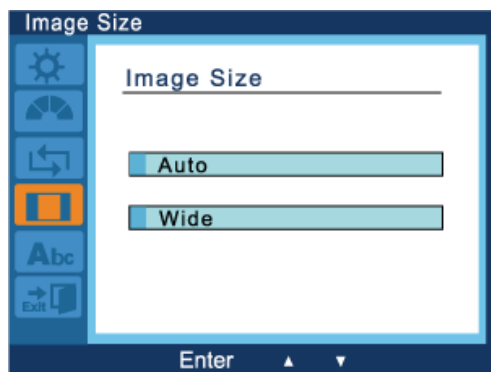 Image Size
Image Size
Auto
Wide
Abc
Exit
Enter ▲ ▼